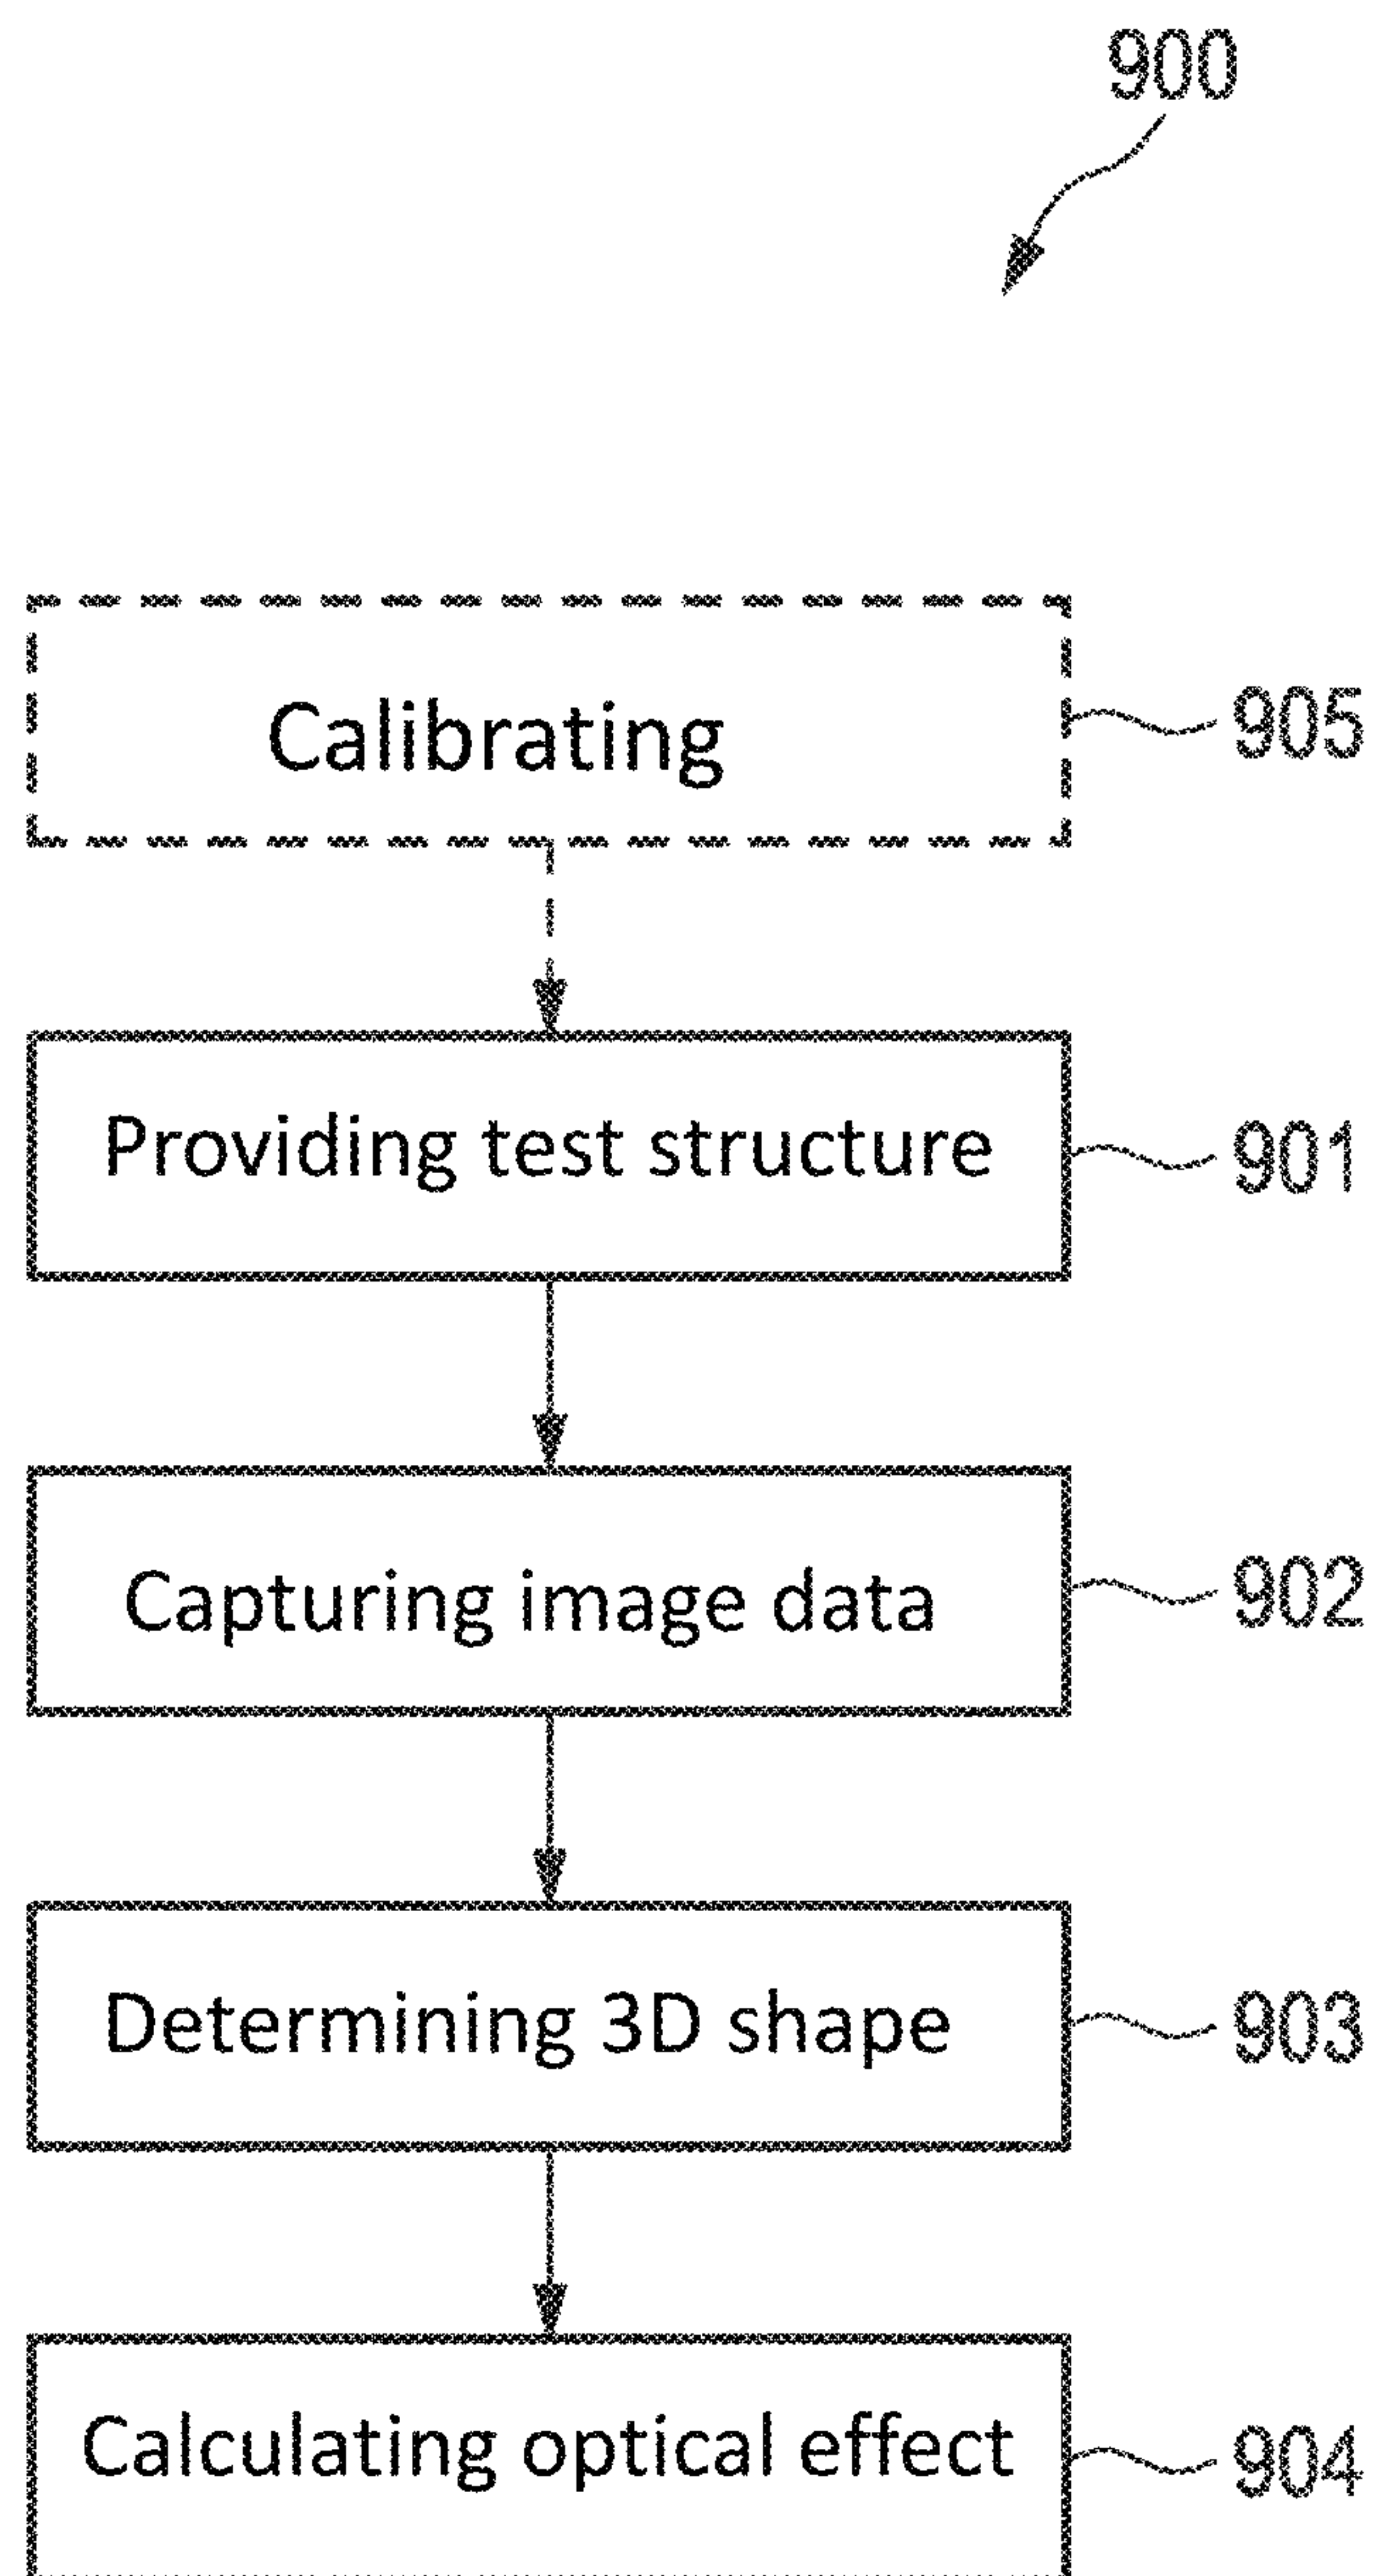 900
Calibrating
905
Providing test structure
901
Capturing image data
902
Determining 3D shape
903
Calculating optical effect
904